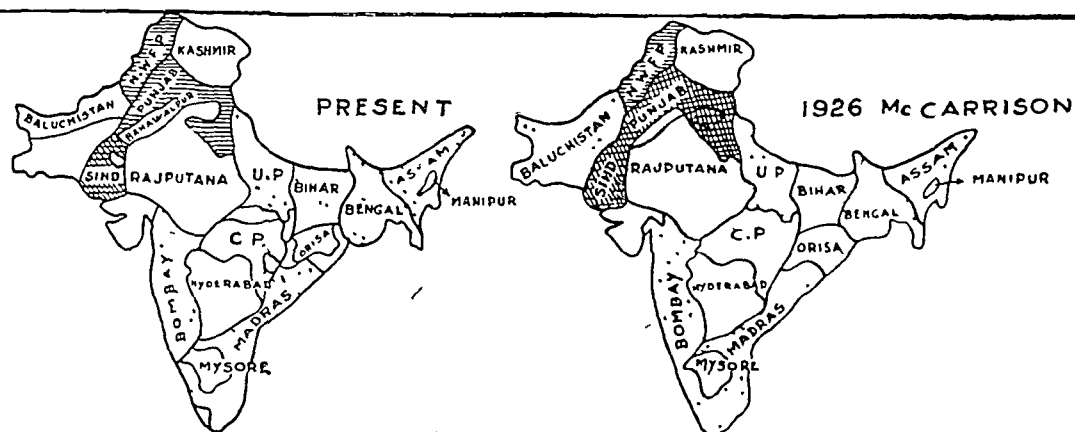 N.W.F.P
KASHMIR
PUNJAB
BALUCHISTAN
BAHAWALPUR
PRESENT
SIND
RAJPUTANA
U.P
BIHAR
ASSAM
BENGAL
MANIPUR
C.P.
ORISA
BOMBAY
HYDERABAD
MADRAS
MYSORE
N.W.F.P
KASHMIR
PUNJAB
1926 McCARRISON
BALUCHISTAN
SIND
RAJPUTANA
U.P
BIHAR
ASSAM
BENGAL
MANIPUR
C.P
ORISA
BOMBAY
HYDERABAD
MADRAS
MYSORE